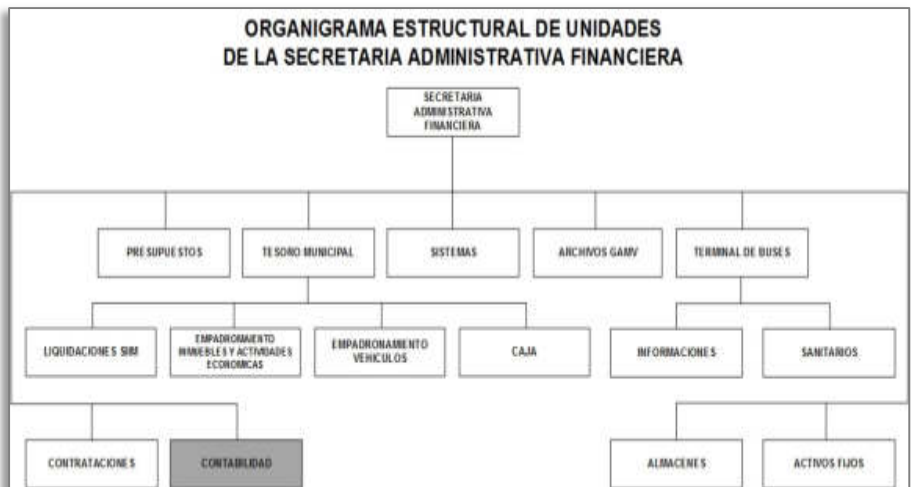 ORGANIGRAMA ESTRUCTURAL DE UNIDADES
DE LA SECRETARIA ADMINISTRATIVA FINANCIERA
SECRETARIA
ADMINISTRATIVA
FINANCIERA
PRESUPUESTOS
TESORO MUNICIPAL
SISTEMAS
ARCHIVOS GAMV
TERMINAL DE BUSES
LIQUIDACIONES SIIM
EMPADRONAMIENTO
INMUEBLES Y ACTIVIDADES
ECONOMICAS
EMPADRONAMIENTO
VEHICULOS
CAJA
INFORMACIONES
SANITARIOS
CONTRATACIONES
CONTABILIDAD
ALMACENES
ACTIVOS FIJOS